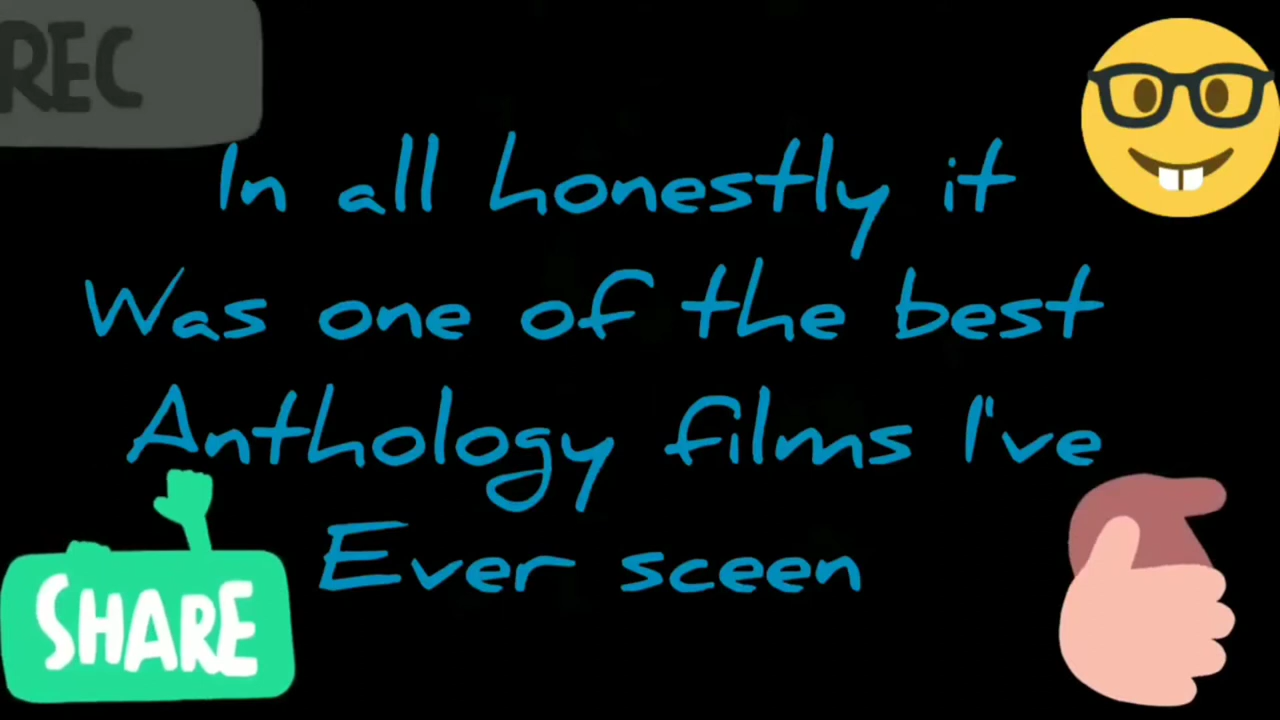 REC
In all honestly it
Was one of the best
Anthology films I've
Ever sceen
SHARE